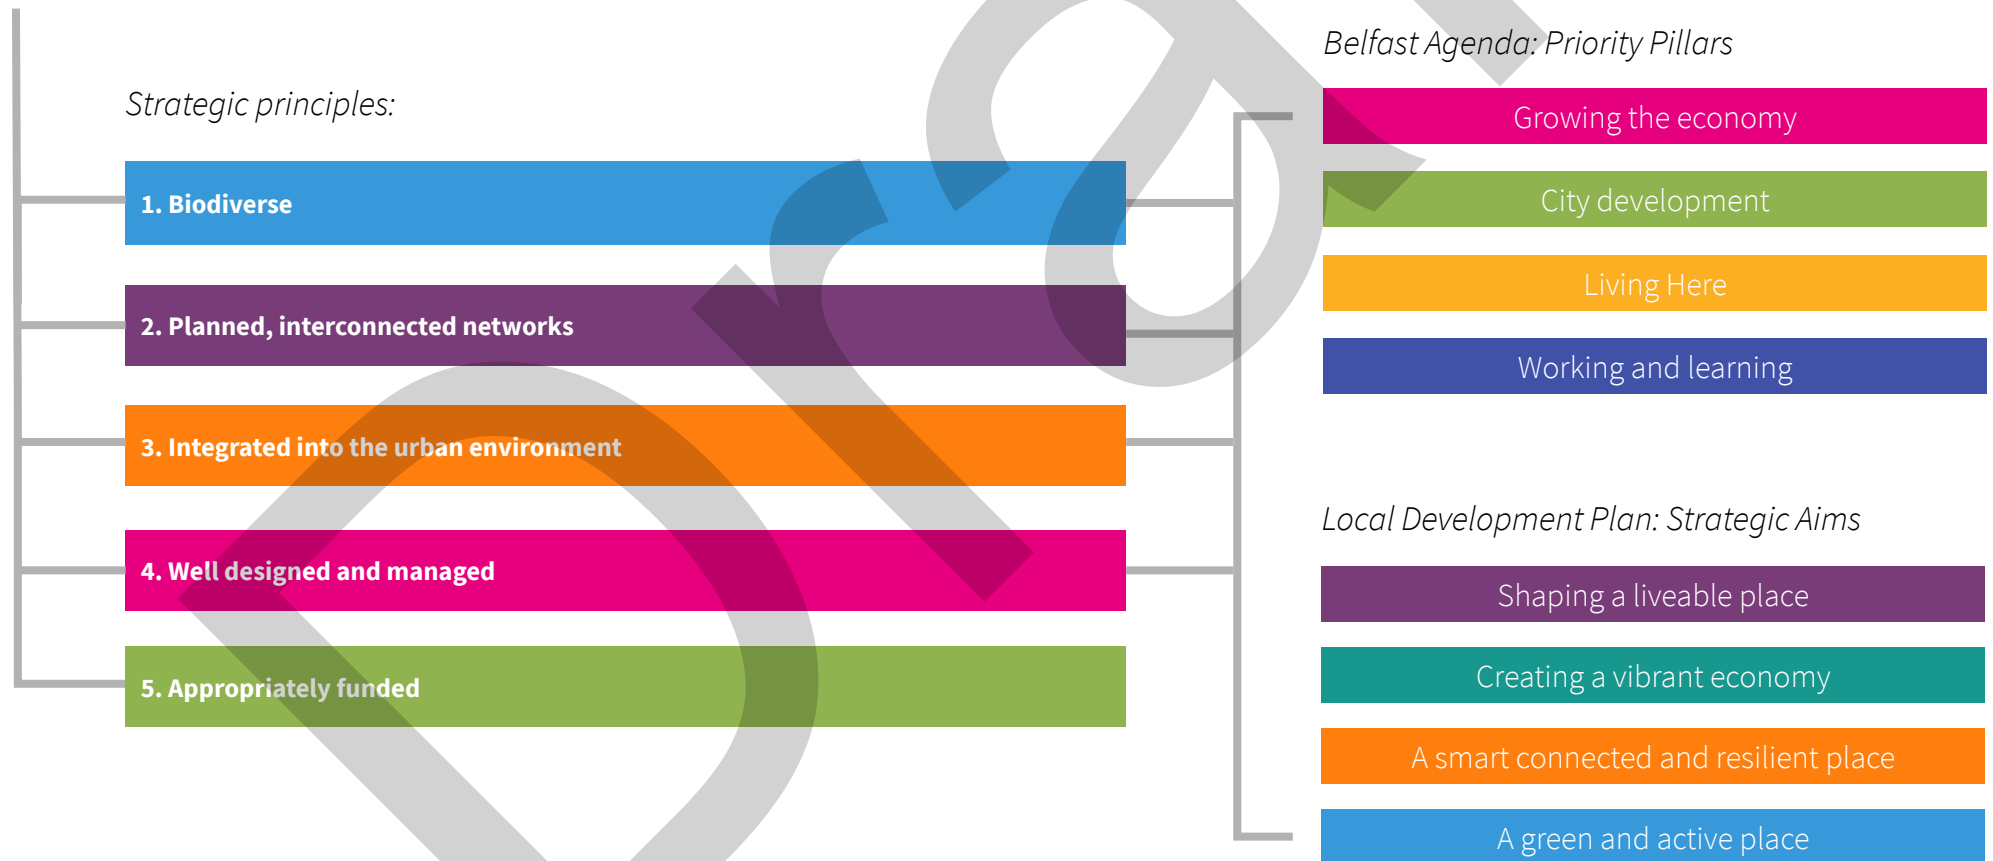 Strategic principles:
1. Biodiverse
2. Planned, interconnected networks
3. Integrated into the urban environment
4. Well designed and managed
5. Appropriately funded
Belfast Agenda: Priority Pillars
Growing the economy
City development
Living Here
Working and learning
Local Development Plan: Strategic Aims
Shaping a liveable place
Creating a vibrant economy
A smart connected and resilient place
A green and active place
Dra